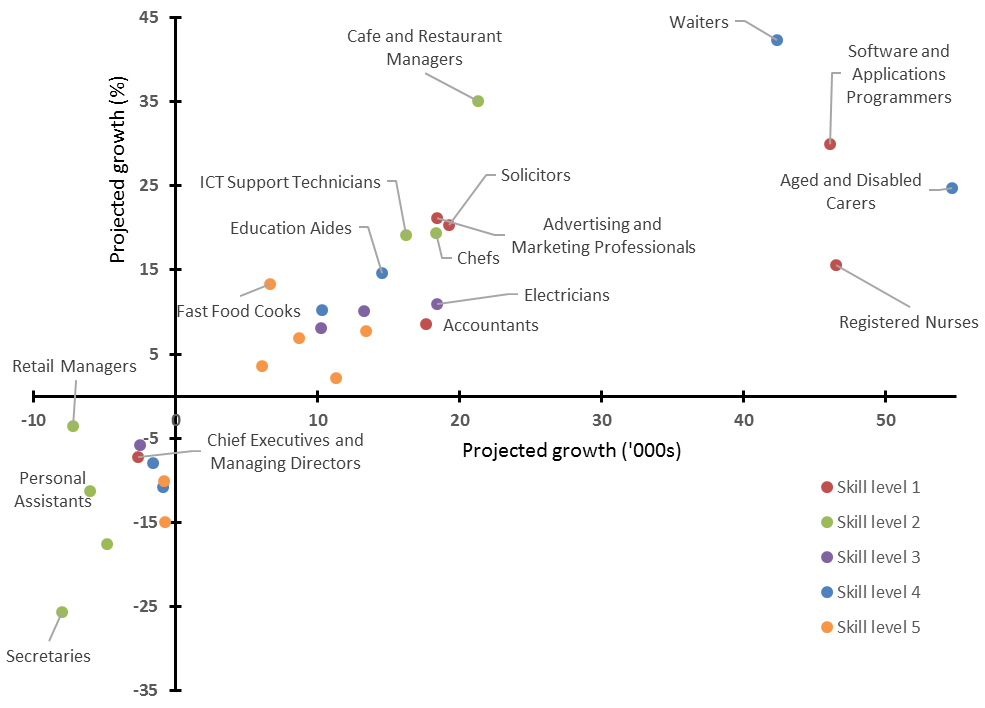 45
Waiters
Cafe and Restaurant
Managers
Software and
Applications
Programmers
Projected growth (%)
35
25
ICT Support Technicians
Solicitors
Aged and Disabled
Carers
Education Aides
Advertising and
Marketing Professionals
Chefs
15
Electricians
Fast Food Cooks
Accountants
Registered Nurses
5
Retail Managers
-10
0
10
20
30
40
50
-5
Chief Executives and
Managing Directors
Projected growth ('000s)
Personal
Assistants
Skill level 1
-15
Skill level 2
Skill level 3
Skill level 4
-25
Skill level 5
Secretaries
-35